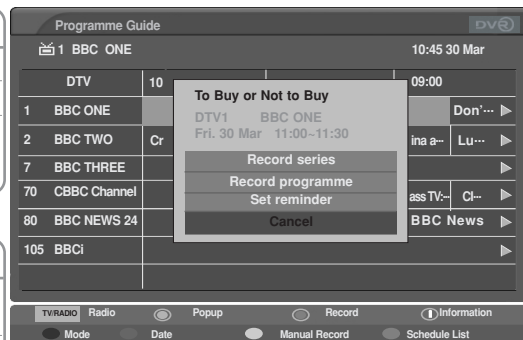 Programme Guide
DVR
1 BBC ONE 10:45 30 Mar
DTV 10 09:00
To Buy or Not to Buy
DTV1 BBC ONE
Fri. 30 Mar 11:00~11:30
Record series
Record programme
Set reminder
Cancel
1 BBC ONE Don'···
2 BBC TWO Cr ina a··· Lu···
7 BBC THREE
70 CBBC Channel ass TV:·· Cl···
80 BBC NEWS 24 BBC News
105 BBCi
TV/RADIO Radio Popup Record Information
Mode Date Manual Record Schedule List